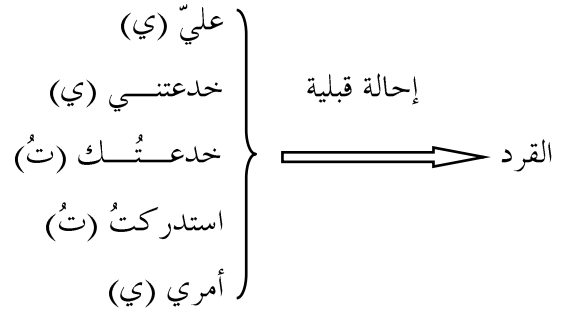 عليّ (ي)
خدعتنـــي (ي)
خدعـــتُـــك (تُ)
استدركتُ (تُ)
أمري (ي)
إحالة قبلية
القرد